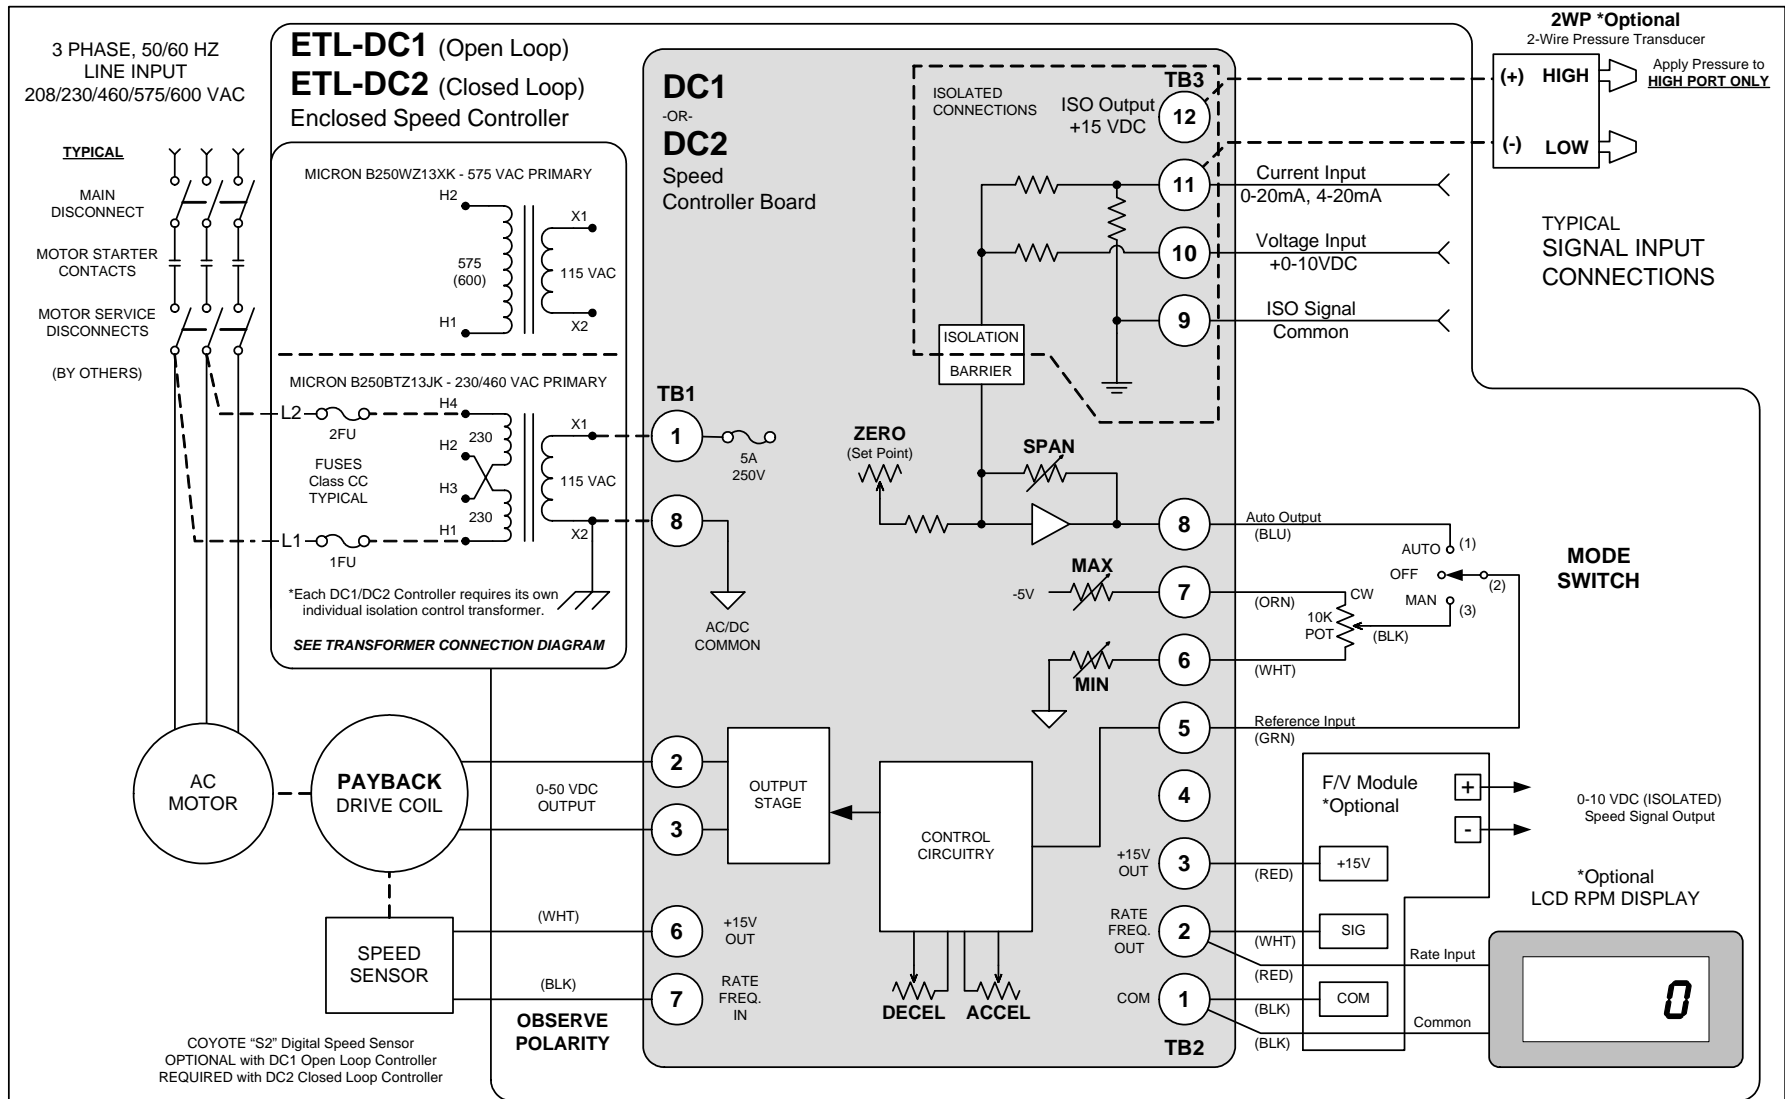 3 PHASE, 50/60 HZ
LINE INPUT
208/230/460/575/600 VAC
TYPICAL
MAIN
DISCONNECT
MOTOR STARTER
CONTACTS
MOTOR SERVICE
DISCONNECTS
(BY OTHERS)
ETL-DC1 (Open Loop)
ETL-DC2 (Closed Loop)
Enclosed Speed Controller
MICRON B250WZ13XK - 575 VAC PRIMARY
H2
X1
575
(600)
115 VAC
H1
X2
MICRON B250BTZ13JK - 230/460 VAC PRIMARY
L2
2FU
H4
X1
230
H2
FUSES
Class CC
TYPICAL
115 VAC
H3
230
L1
1FU
H1
X2
*Each DC1/DC2 Controller requires its own
individual isolation control transformer.
SEE TRANSFORMER CONNECTION DIAGRAM
DC1
-OR-
DC2
Speed
Controller Board
TB1
1
5A
250V
8
AC/DC
COMMON
ISOLATED
CONNECTIONS
TB3
ISO Output
+15 VDC
12
11
10
9
ISOLATION
BARRIER
ZERO
(Set Point)
SPAN
8
MAX
-5V
7
MIN
6
5
4
+15V
OUT
3
RATE
FREQ.
OUT
2
COM
1
TB2
2WP *Optional
2-Wire Pressure Transducer
(+)
HIGH
Apply Pressure to
HIGH PORT ONLY
(-)
LOW
Current Input
0-20mA, 4-20mA
Voltage Input
+0-10VDC
ISO Signal
Common
TYPICAL
SIGNAL INPUT
CONNECTIONS
Auto Output
(BLU)
AUTO
(1)
OFF
(2)
MAN
(3)
MODE
SWITCH
(ORN)
CW
10K
POT
(BLK)
(WHT)
Reference Input
(GRN)
F/V Module
*Optional
+
-
0-10 VDC (ISOLATED)
Speed Signal Output
(RED)
+15V
(WHT)
SIG
(RED)
Rate Input
(BLK)
COM
(BLK)
Common
*Optional
LCD RPM DISPLAY
0
AC
MOTOR
PAYBACK
DRIVE COIL
0-50 VDC
OUTPUT
2
3
OUTPUT
STAGE
CONTROL
CIRCUITRY
DECEL
ACCEL
SPEED
SENSOR
(WHT)
6
+15V
OUT
(BLK)
7
RATE
FREQ.
IN
OBSERVE
POLARITY
COYOTE “S2” Digital Speed Sensor
OPTIONAL with DC1 Open Loop Controller
REQUIRED with DC2 Closed Loop Controller